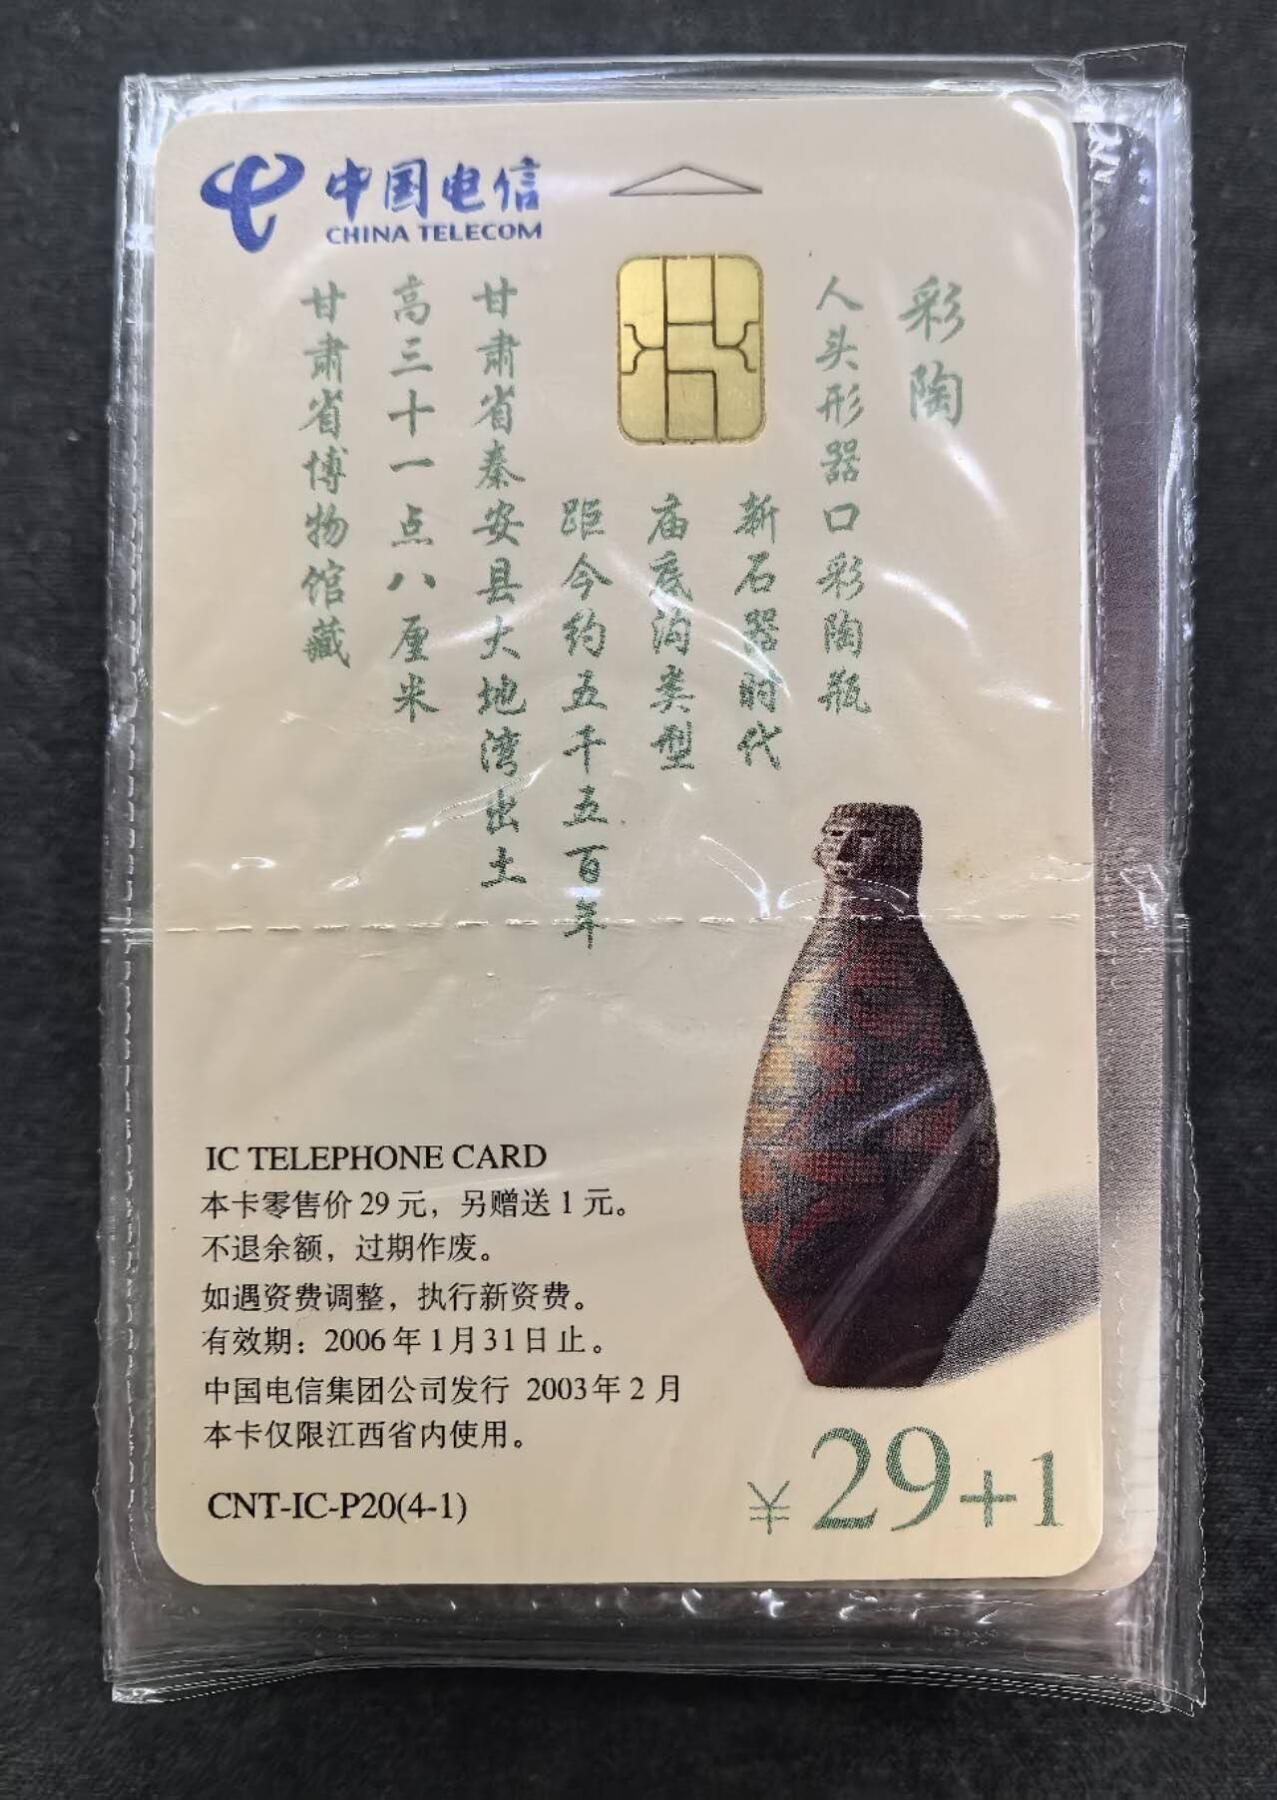 中国电信
CHINA TELECOM
彩陶
人头形器口彩陶瓶
新石器时代
庙底沟类型
距今约五千五百年
甘肃省秦安县大地湾出土
高三十一点八厘米
甘肃省博物馆藏
IC TELEPHONE CARD
本卡零售价29元，另赠送1元。
不退余额，过期作废。
如遇资费调整，执行新资费。
有效期：2006年1月31日止。
中国电信集团公司发行 2003年2月
本卡仅限江西省内使用。
CNT-IC-P20(4-1)
¥29+1